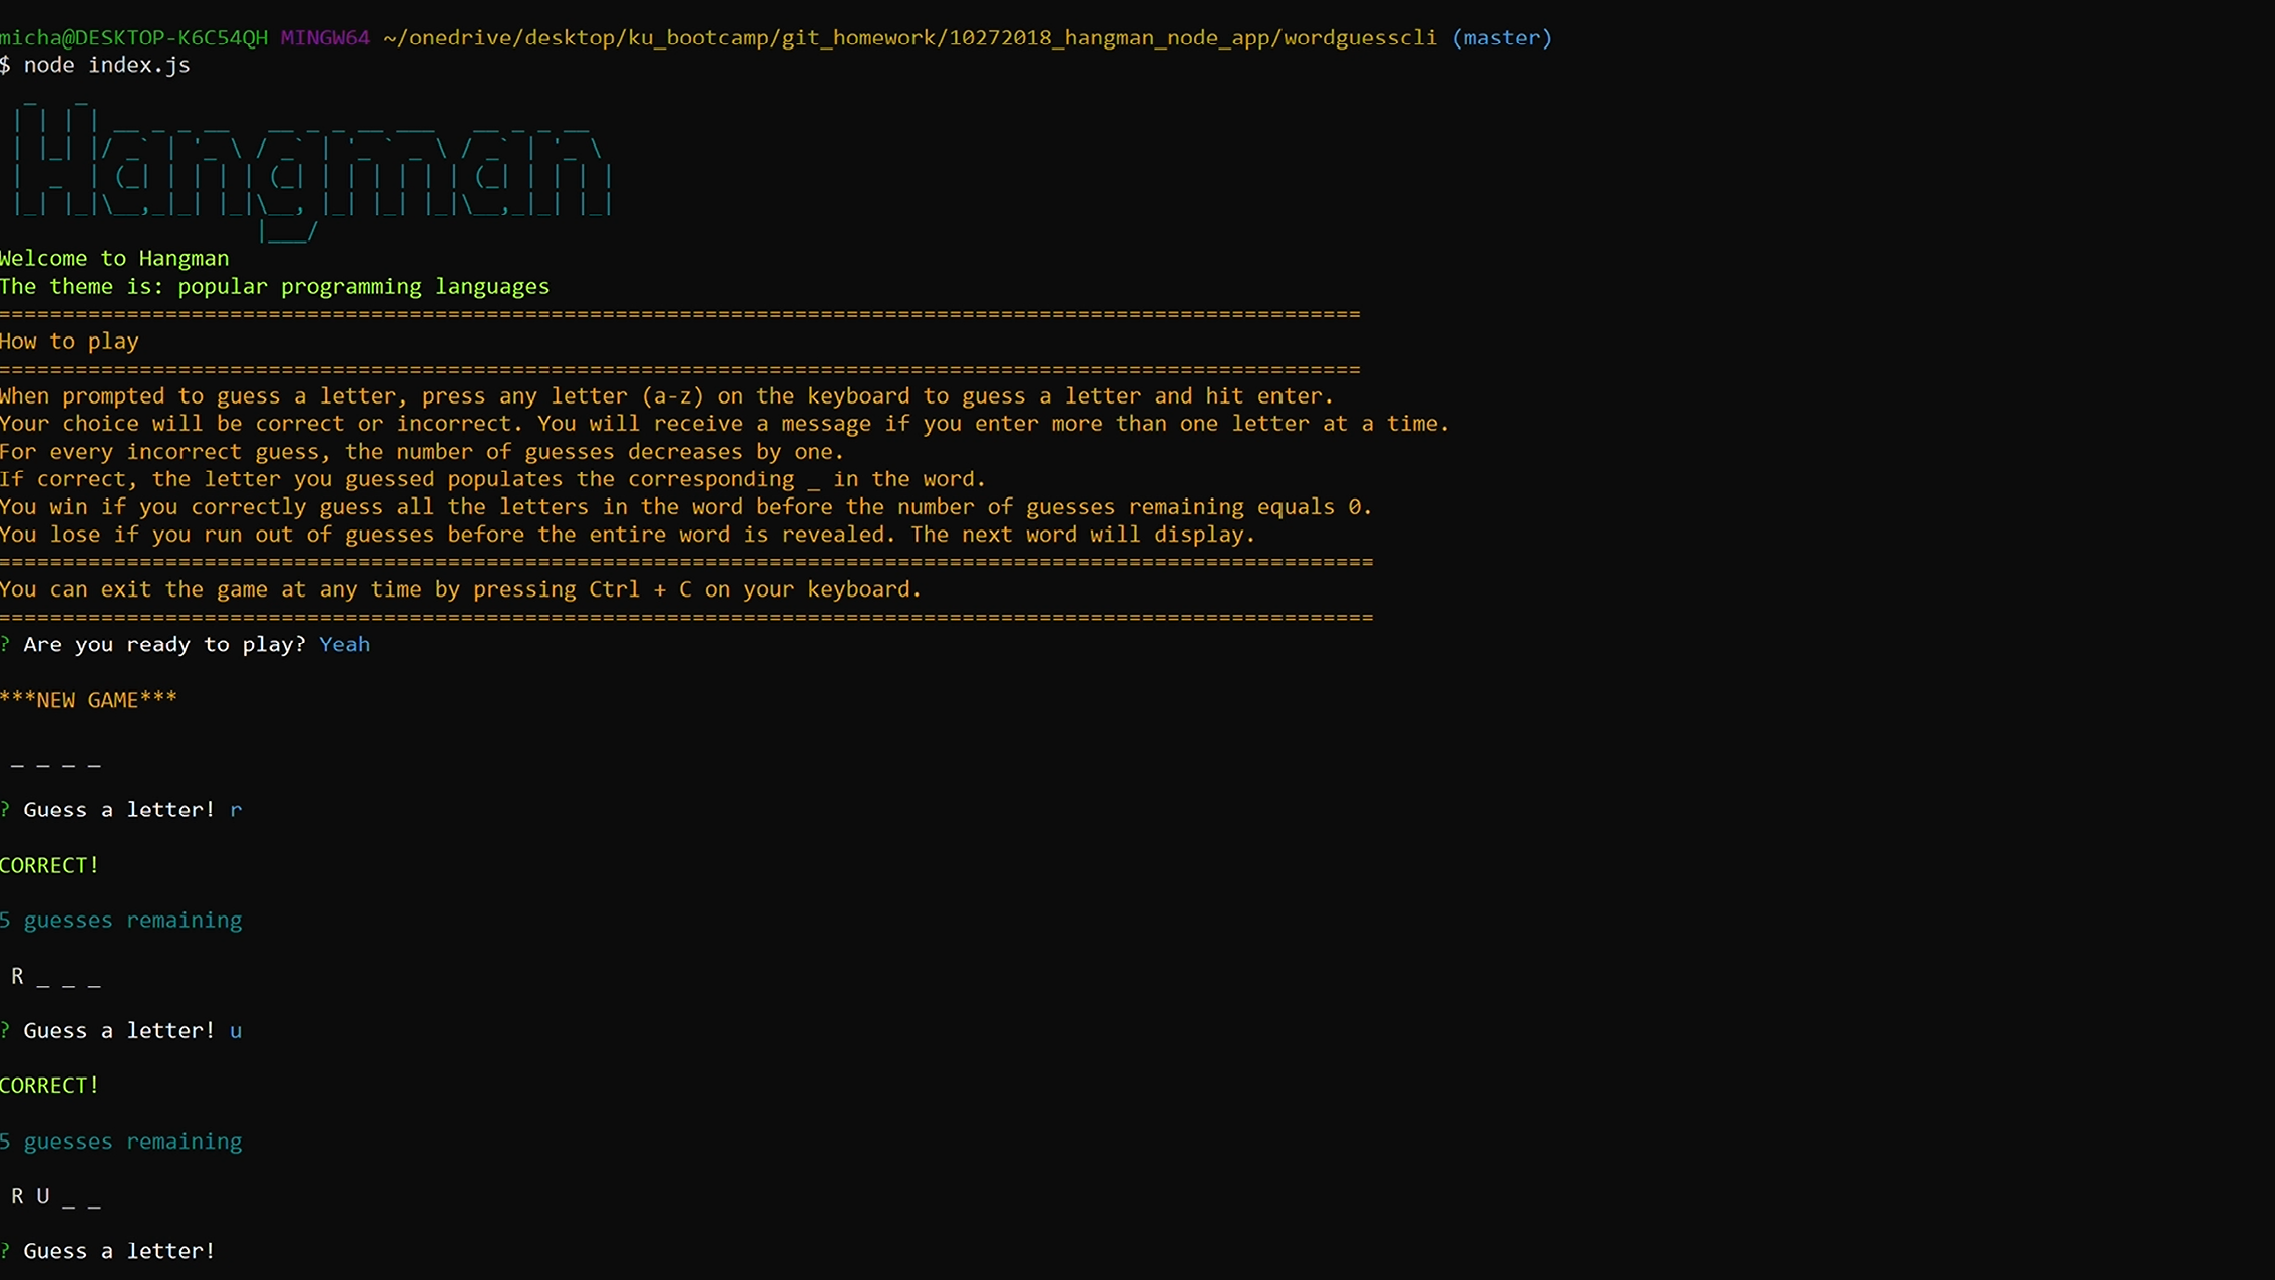 micha@DESKTOP-K6C54QH MINGW64 ~/onedrive/desktop/ku_bootcamp/git_homework/10272018_hangman_node_app/wordguesscli (master)
$ node index.js
Hangman
Welcome to Hangman
The theme is: popular programming languages
==========================================================================================================
How to play
==========================================================================================================
When prompted to guess a letter, press any letter (a-z) on the keyboard to guess a letter and hit enter.
Your choice will be correct or incorrect. You will receive a message if you enter more than one letter at a time.
For every incorrect guess, the number of guesses decreases by one.
If correct, the letter you guessed populates the corresponding _ in the word.
You win if you correctly guess all the letters in the word before the number of guesses remaining equals 0.
You lose if you run out of guesses before the entire word is revealed. The next word will display.
===========================================================================================================
You can exit the game at any time by pressing Ctrl + C on your keyboard.
===========================================================================================================
? Are you ready to play? Yeah
***NEW GAME***
_ _ _ _
? Guess a letter! r
CORRECT!
5 guesses remaining
R _ _ _
? Guess a letter! u
CORRECT!
5 guesses remaining
R U _ _
? Guess a letter!